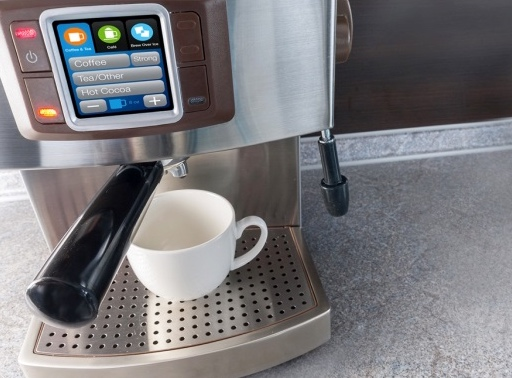 Coffee & Tea
Café
Brew Over Ice
Coffee
Strong
Tea/Other
Hot Cocoa